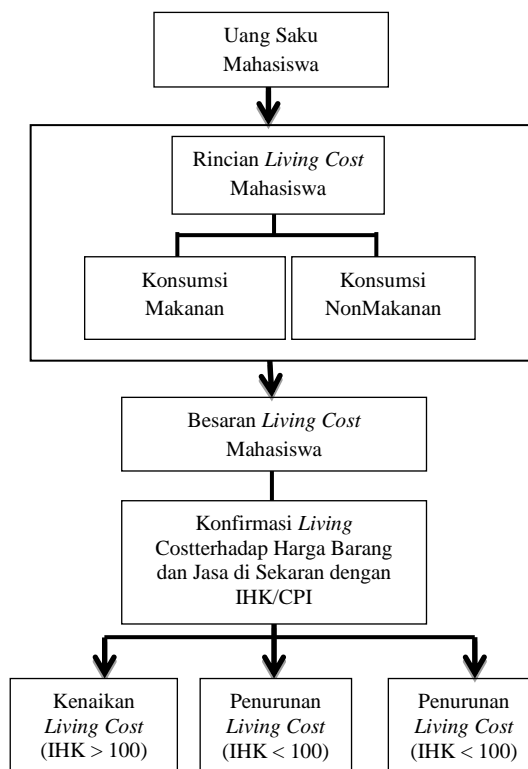 Uang Saku
Mahasiswa
Rincian Living Cost
Mahasiswa
Konsumsi
Makanan
Konsumsi
NonMakanan
Besaran Living Cost
Mahasiswa
Konfirmasi Living
Costterhadap Harga Barang
dan Jasa di Sekaran dengan
IHK/CPI
Kenaikan
Living Cost
(IHK > 100)
Penurunan
Living Cost
(IHK < 100)
Penurunan
Living Cost
(IHK < 100)